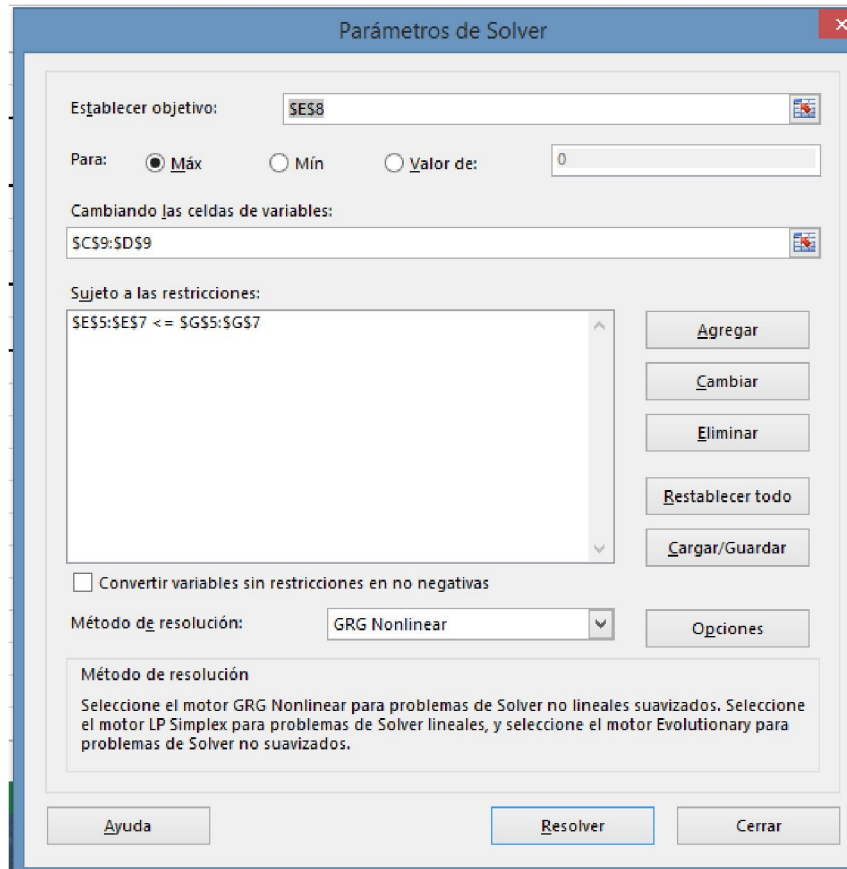 Parámetros de Solver
Establecer objetivo: $E$8
Para: Máx Mín Valor de: 0
Cambiando las celdas de variables:
$C$9:$D$9
Sujeto a las restricciones:
$E$5:$E$7 <= $G$5:$G$7
Agregar
Cambiar
Eliminar
Restablecer todo
Cargar/Guardar
Convertir variables sin restricciones en no negativas
Método de resolución: GRG Nonlinear Opciones
Método de resolución
Seleccione el motor GRG Nonlinear para problemas de Solver no lineales suavizados. Seleccione
el motor LP Simplex para problemas de Solver lineales, y seleccione el motor Evolutionary para
problemas de Solver no suavizados.
Ayuda Resolver Cerrar